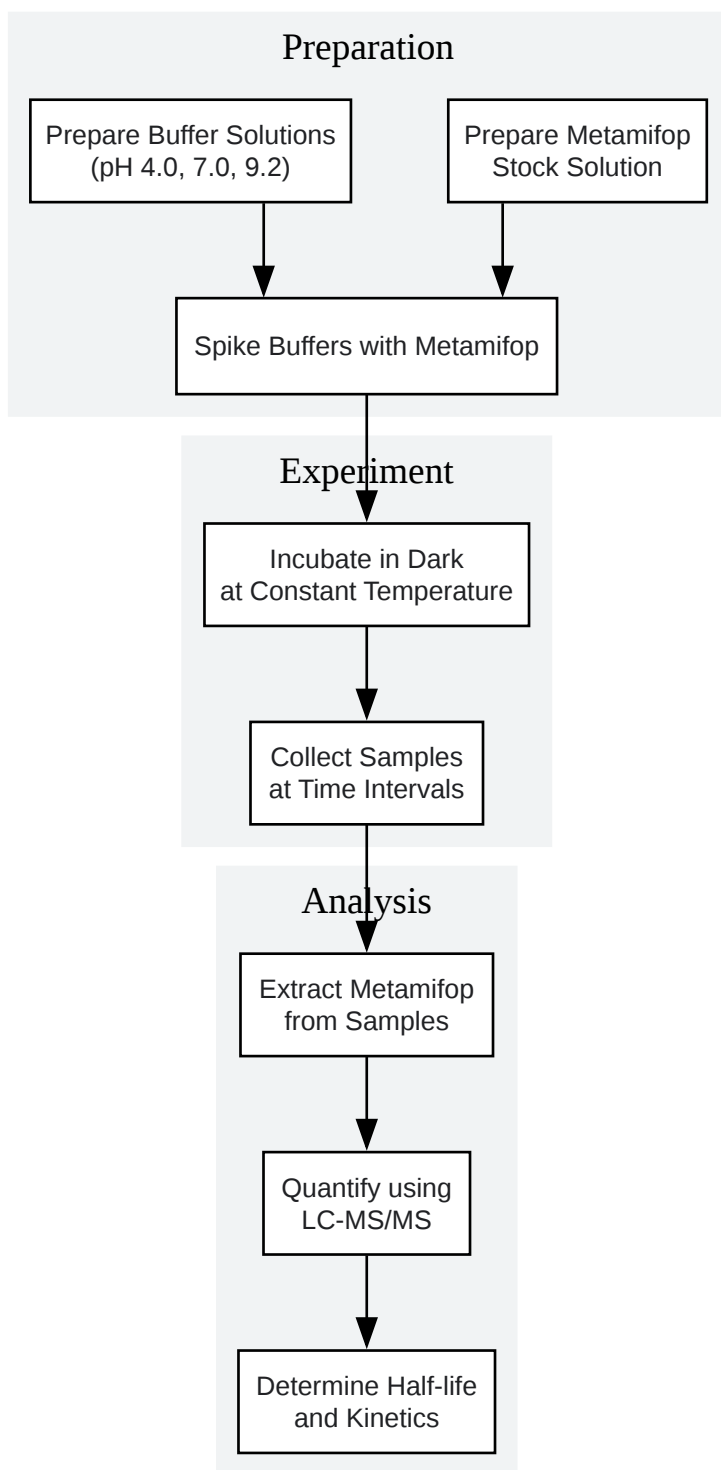 Preparation
Prepare Buffer Solutions
(pH 4.0, 7.0, 9.2)
Prepare Metamifop
Stock Solution
Spike Buffers with Metamifop
Experiment
Incubate in Dark
at Constant Temperature
Collect Samples
at Time Intervals
Analysis
Extract Metamifop
from Samples
Quantify using
LC-MS/MS
Determine Half-life
and Kinetics